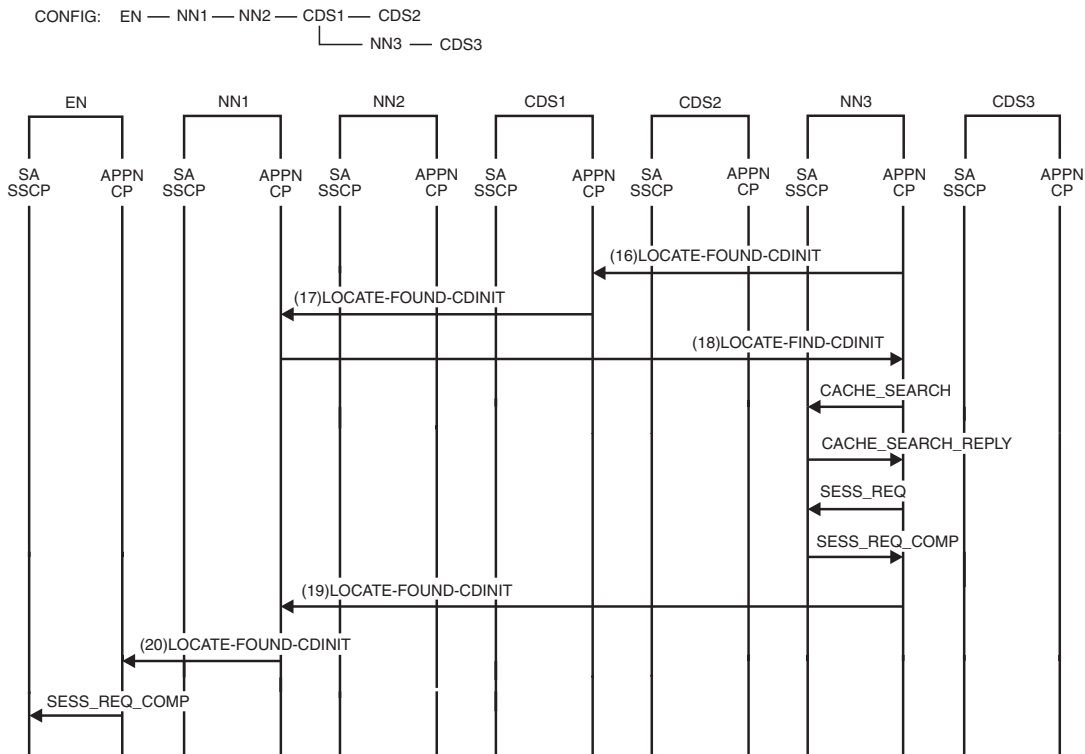 CONFIG: EN — NN1 — NN2 — CDS1 — CDS2
NN3 — CDS3
EN NN1 NN2 CDS1 CDS2 NN3 CDS3
SA SSCP APPN CP SA SSCP APPN CP SA SSCP APPN CP SA SSCP APPN CP SA SSCP APPN CP SA SSCP APPN CP SA SSCP APPN CP
(16)LOCATE-FOUND-CDINIT
(17)LOCATE-FOUND-CDINIT
(18)LOCATE-FIND-CDINIT
CACHE_SEARCH
CACHE_SEARCH_REPLY
SESS_REQ
SESS_REQ_COMP
(19)LOCATE-FOUND-CDINIT
(20)LOCATE-FOUND-CDINIT
SESS_REQ_COMP